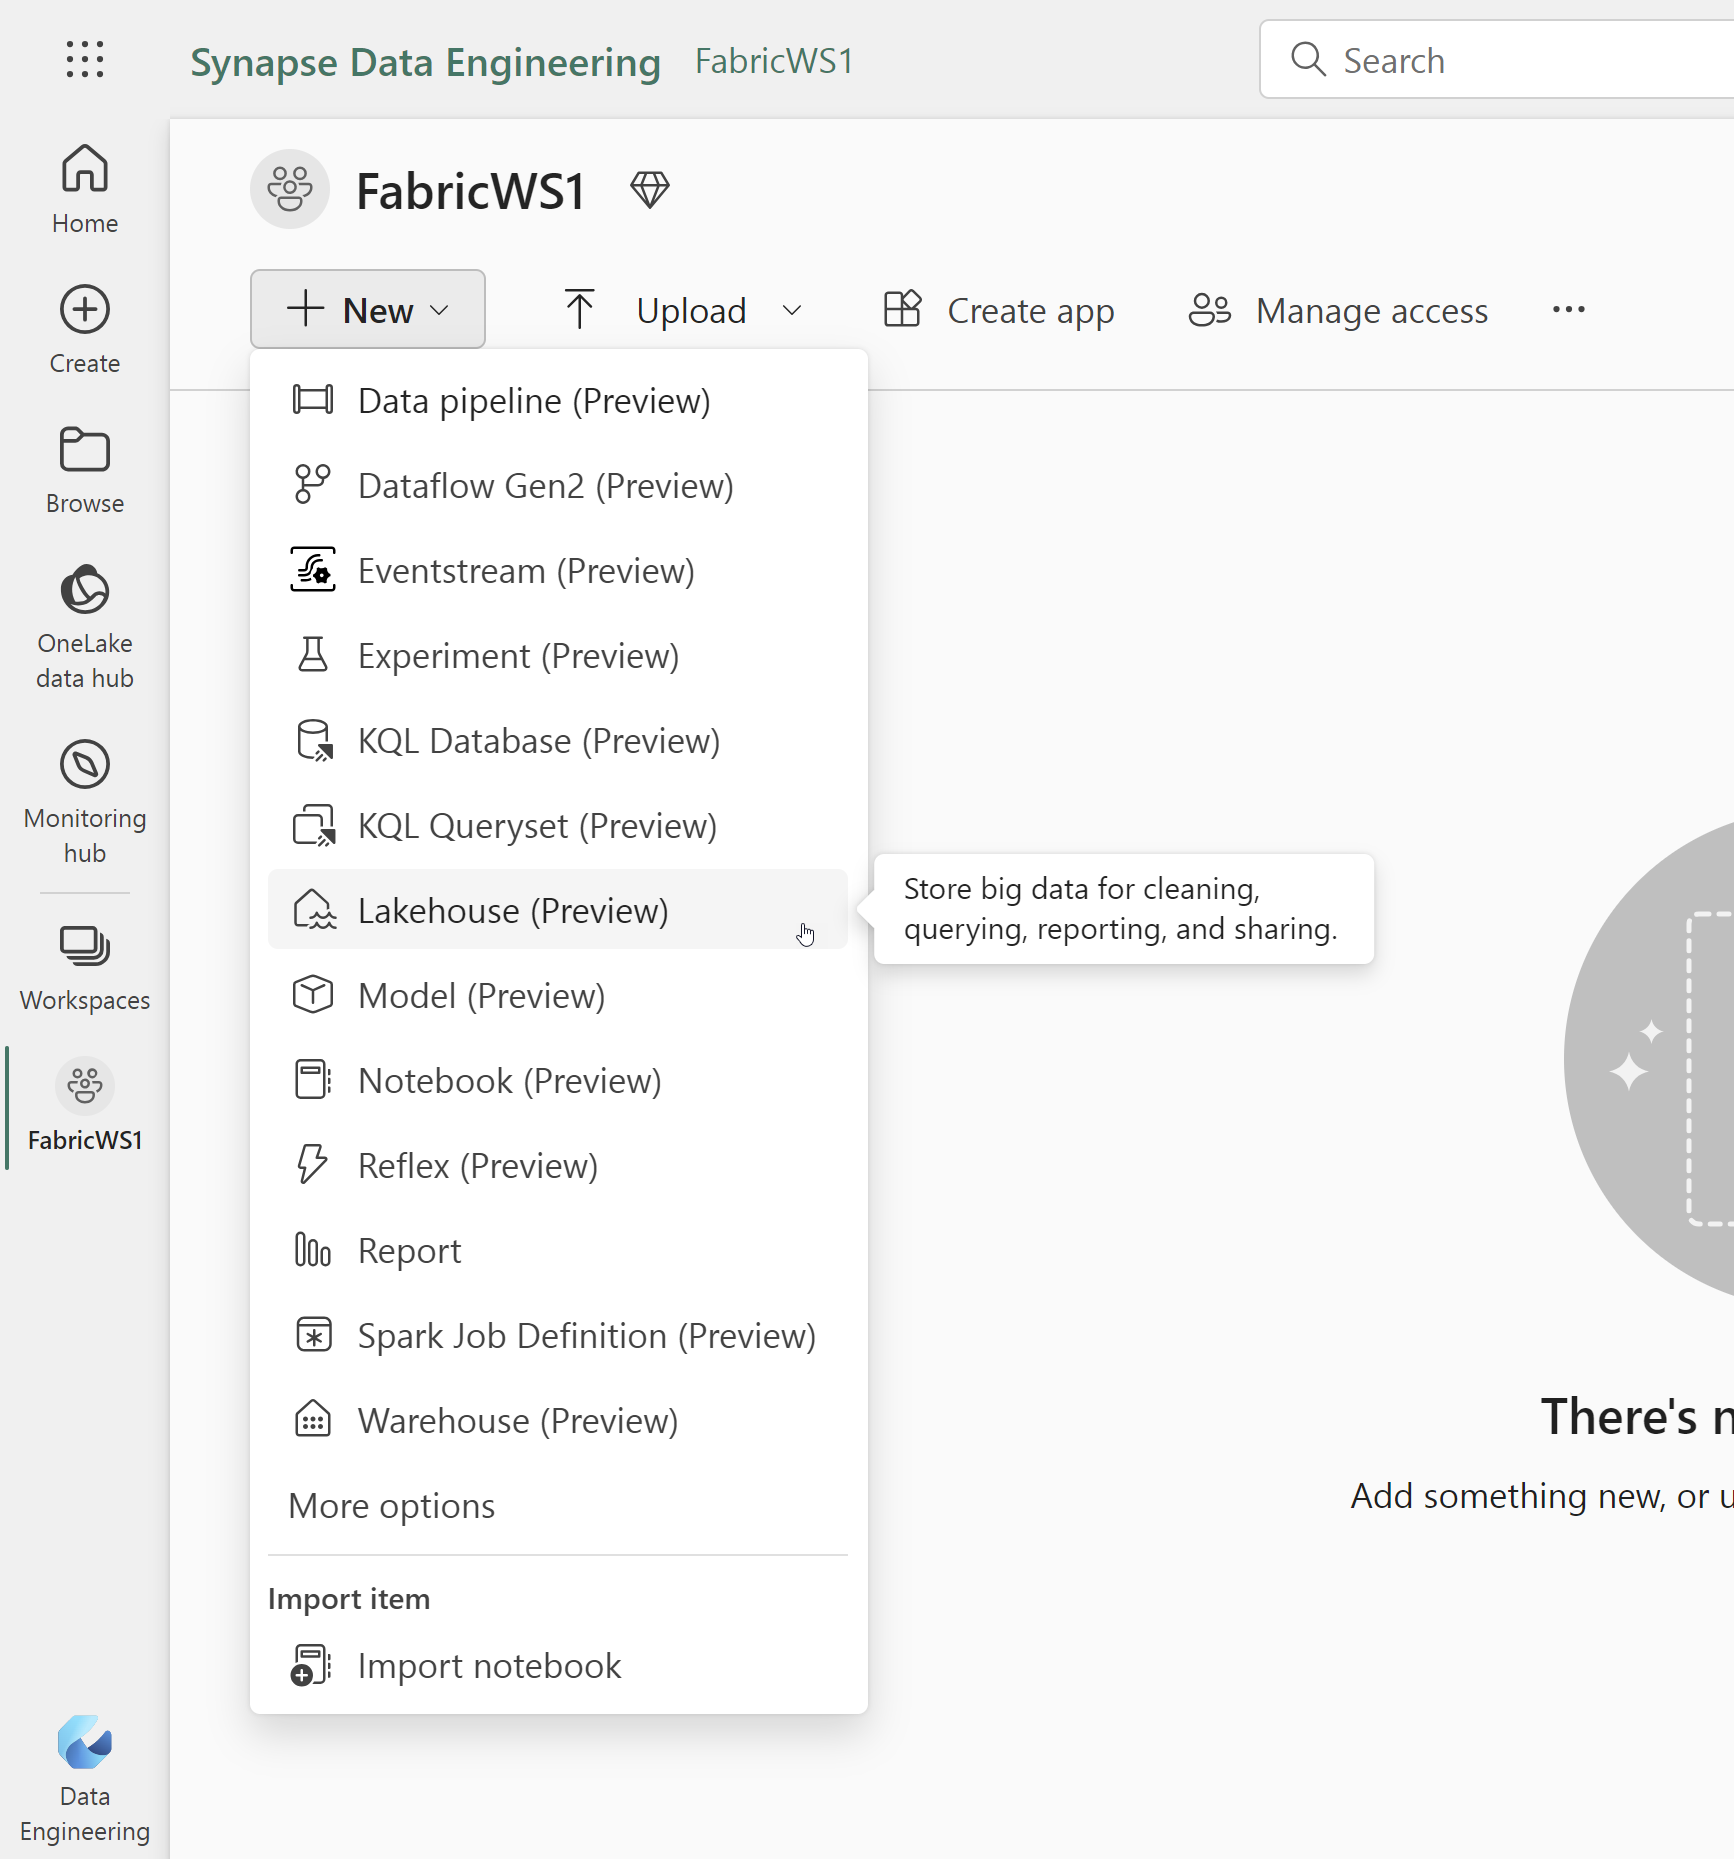 Synapse Data Engineering FabricWS1 Search
Home
Create
Browse
OneLake
data hub
Monitoring
hub
Workspaces
FabricWS1
Data
Engineering
FabricWS1
New Upload Create app Manage access
Data pipeline (Preview)
Dataflow Gen2 (Preview)
Eventstream (Preview)
Experiment (Preview)
KQL Database (Preview)
KQL Queryset (Preview)
Lakehouse (Preview)
Store big data for cleaning,
querying, reporting, and sharing.
Model (Preview)
Notebook (Preview)
Reflex (Preview)
Report
Spark Job Definition (Preview)
Warehouse (Preview)
More options
Import item
Import notebook
There's
Add something new, or